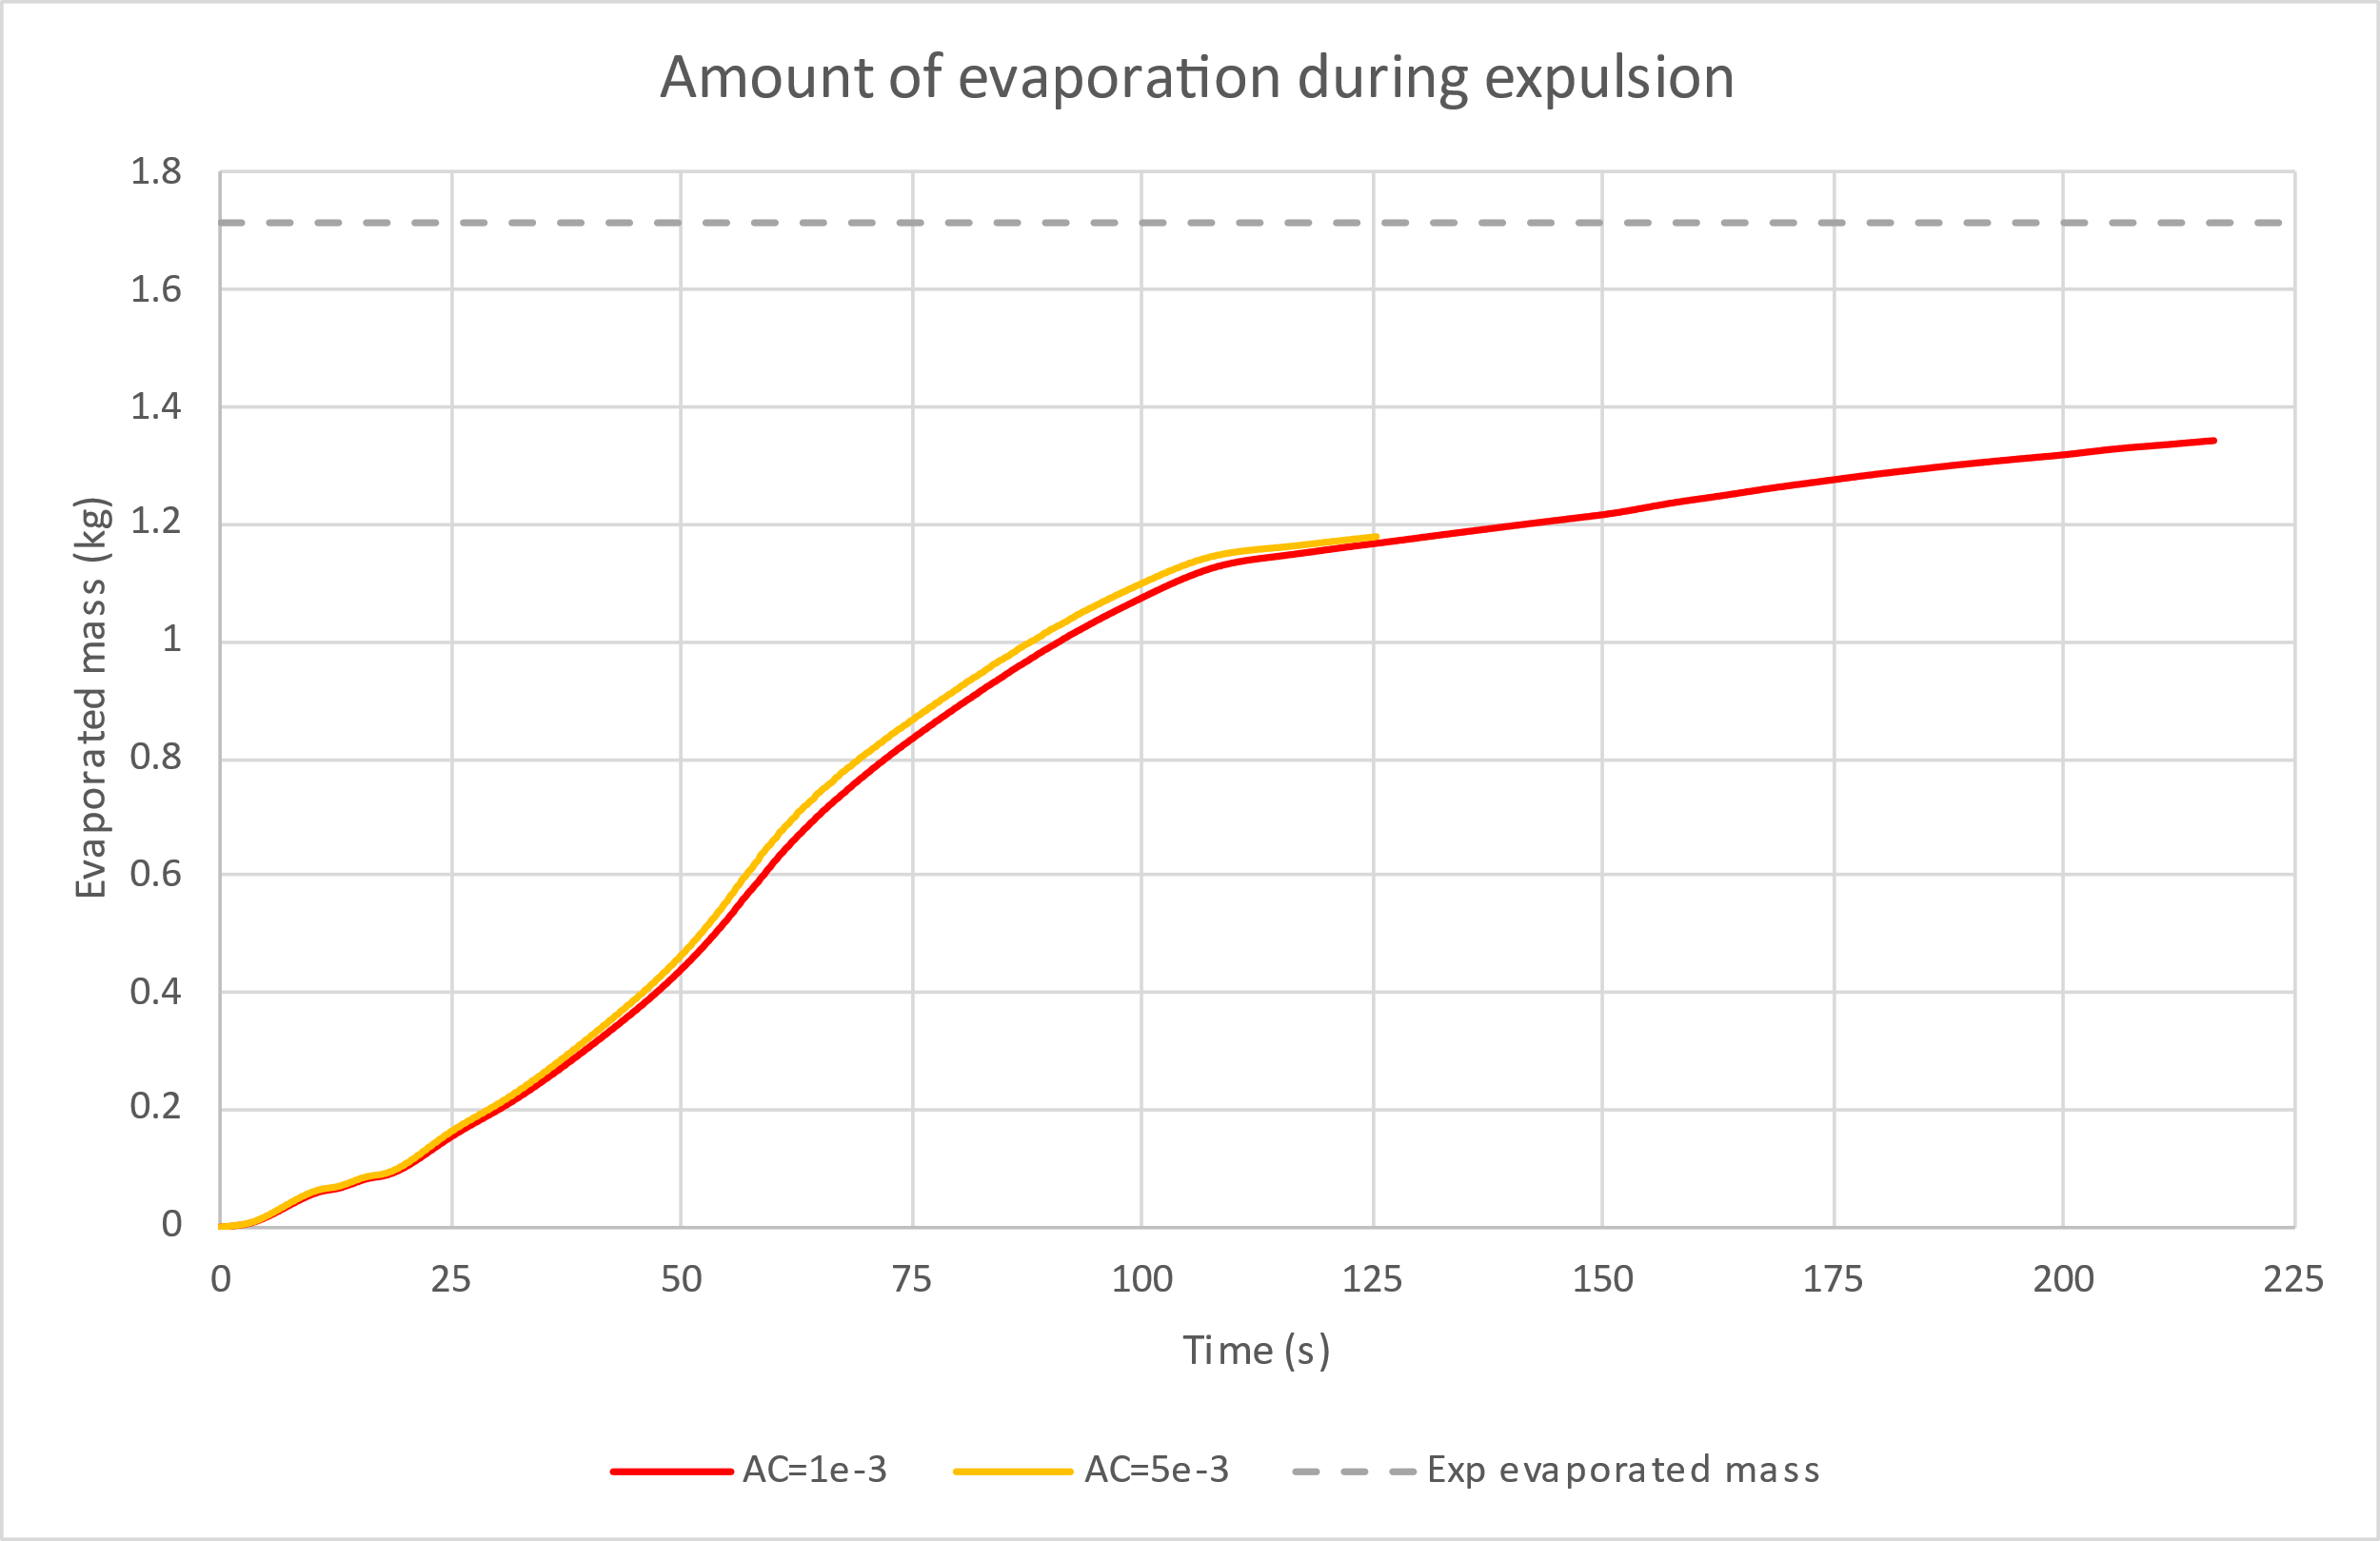 Amount of evaporation during expulsion
1.8
1.6
1.4
1.2
1
0.8
0.6
0.4
0.2
0
Evaporated mass (kg)
0 25 50 75 100 125 150 175 200 225
Time (s)
AC=1e-3 AC=5e-3 Exp evaporated mass